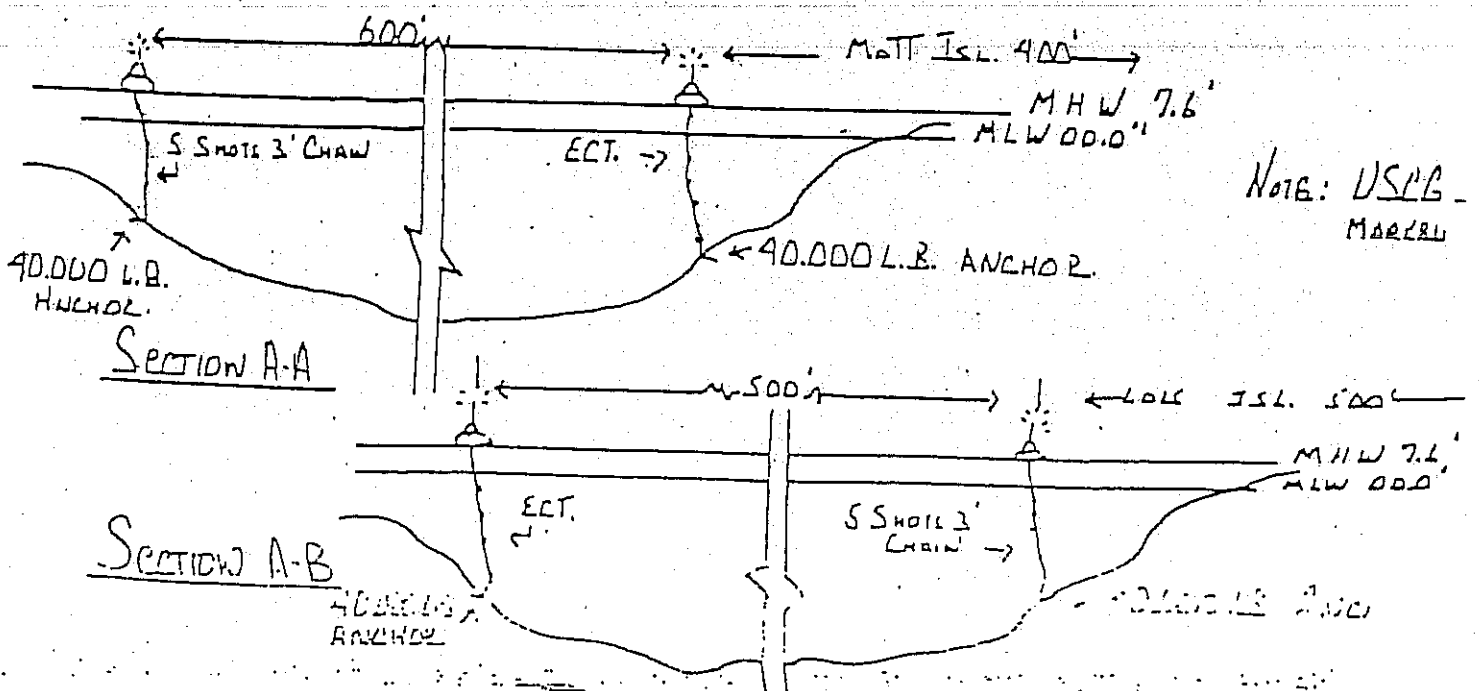 600'
MOTT ISL. 400'
MHW 7.6'
MLW 00.0"
5 SHOTS 3' CHAIN
ECT.
NOTE: USCG -
40.000 L.B.
ANCHOR.
40.000 L.B. ANCHOR.
SECTION A-A
500'
ISL. 500'
MHW 7.6'
MLW 000'
ECT.
5 SHOTS 3'
CHAIN
SECTION A-B
ANCHOR